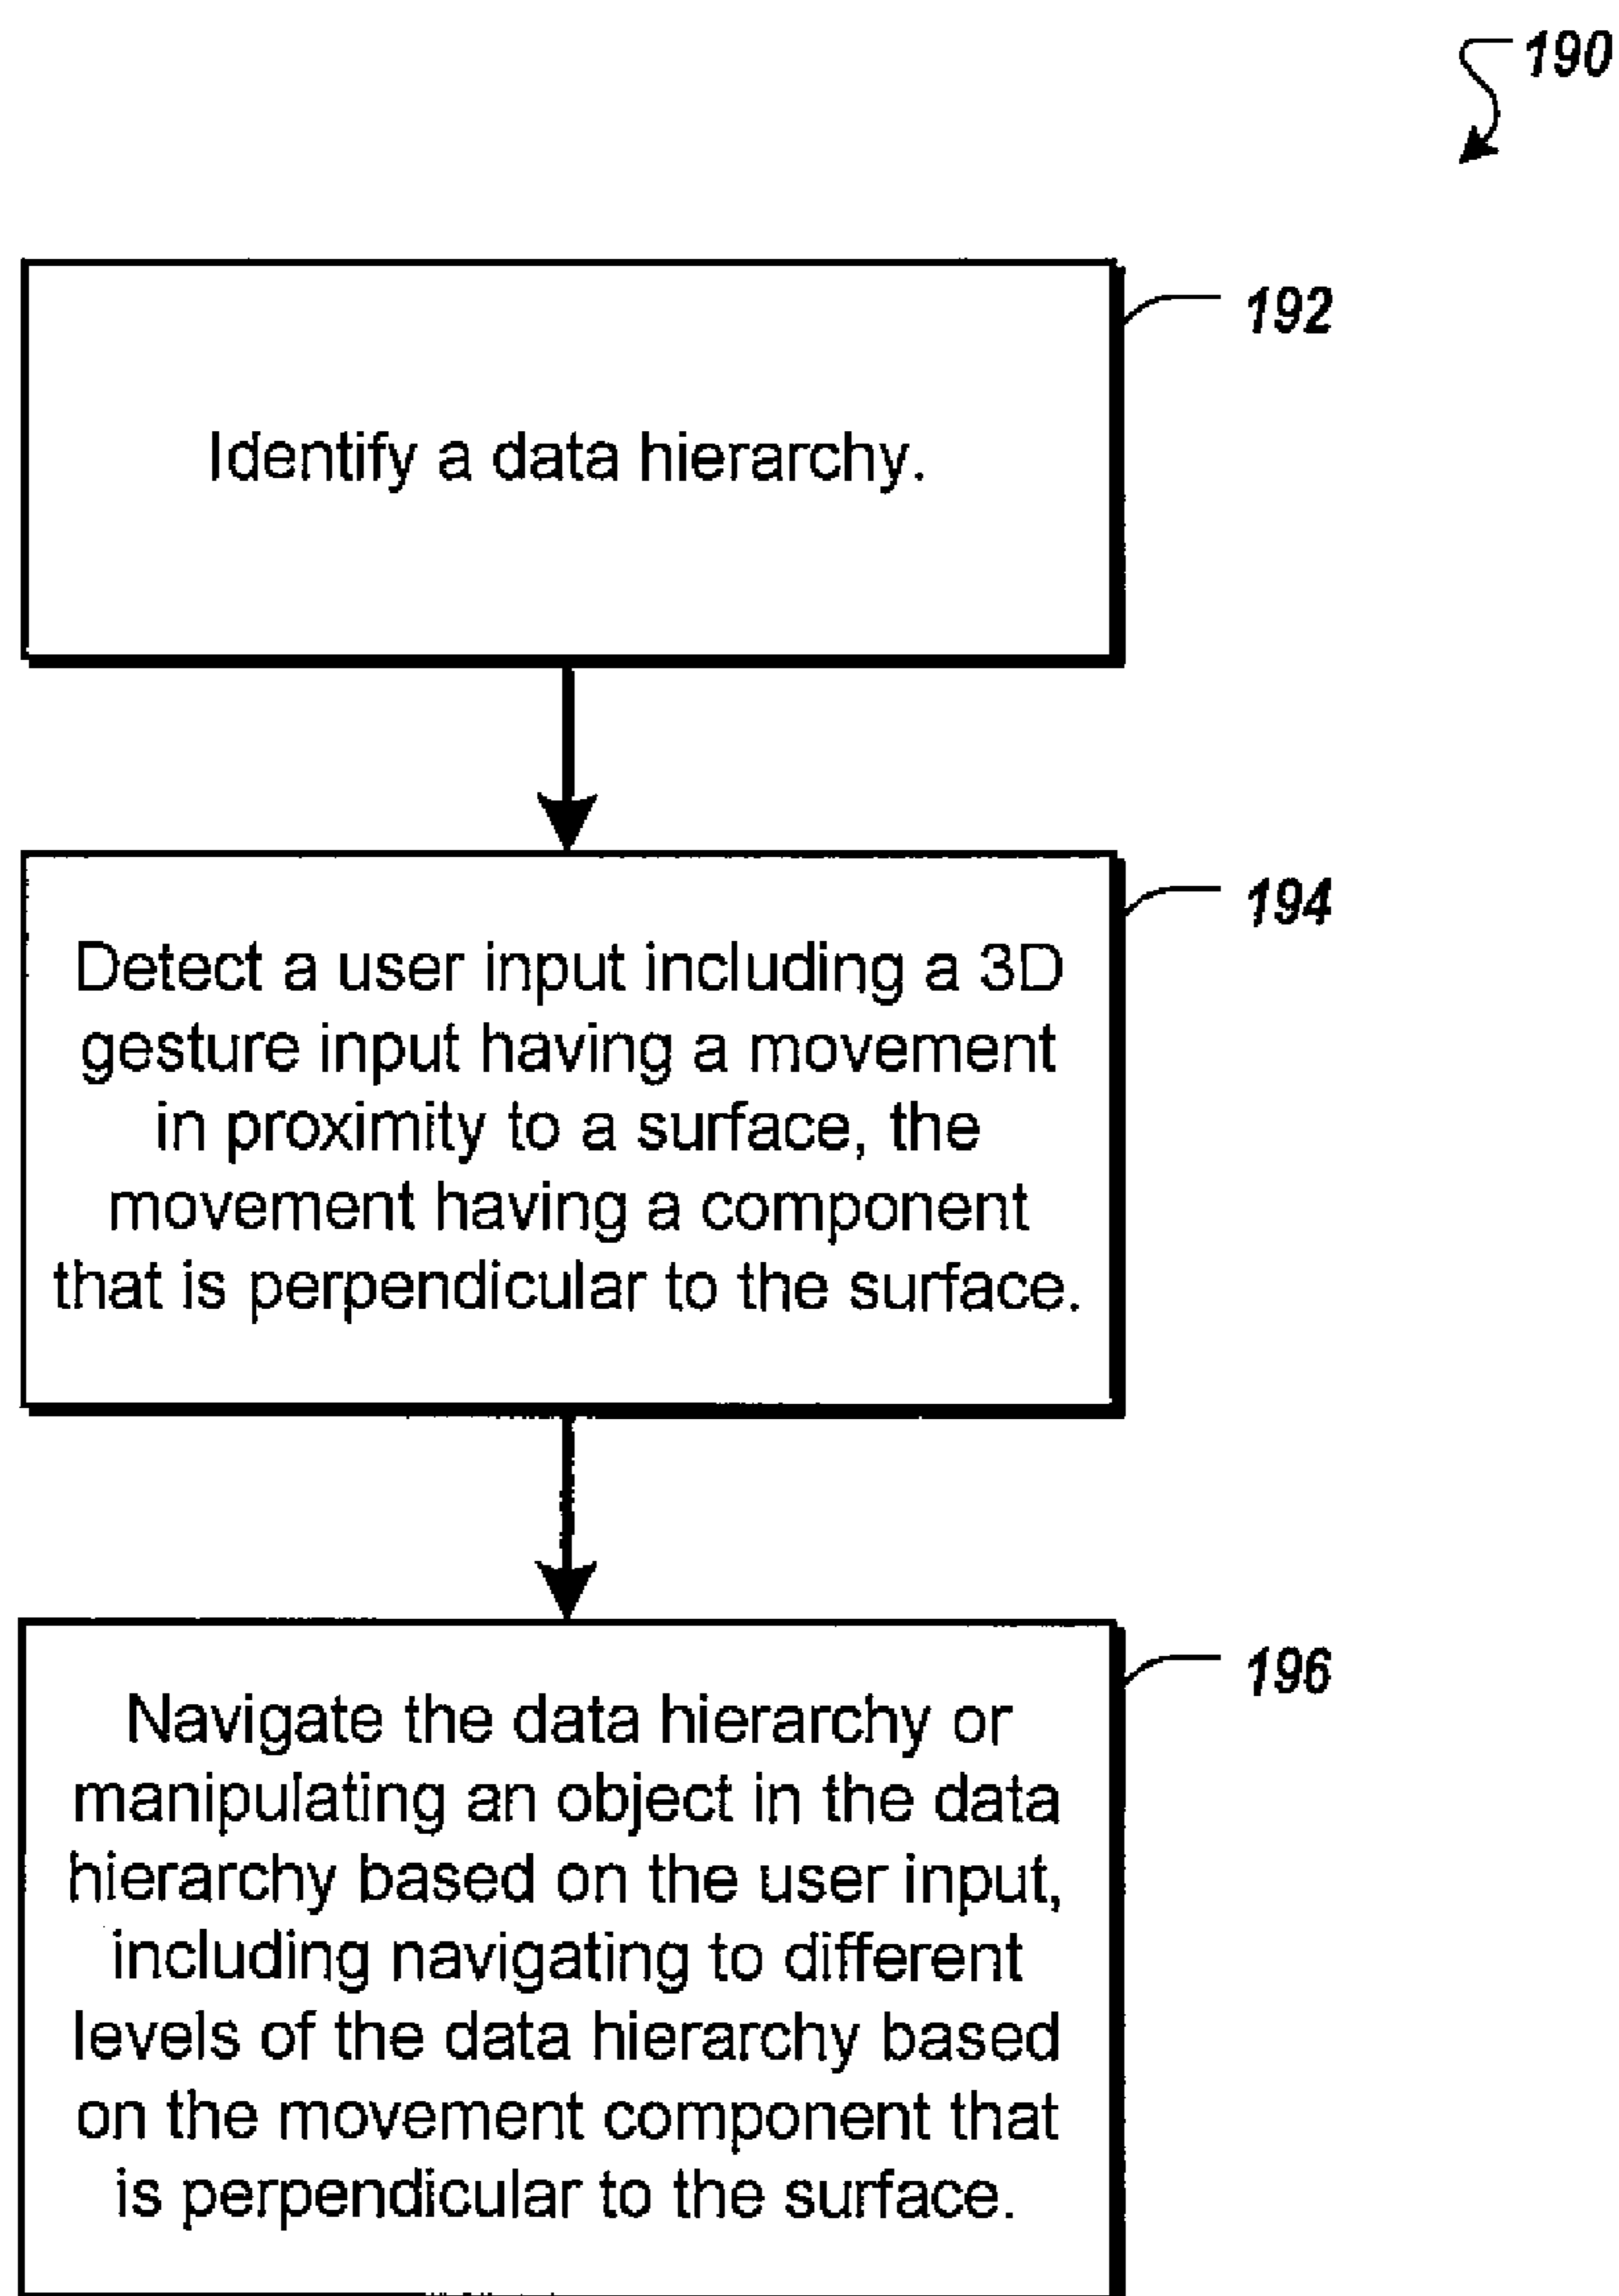 190
192
Identify a data hierarchy.
194
Detect a user input including a 3D
gesture input having a movement
in proximity to a surface, the
movement having a component
that is perpendicular to the surface.
196
Navigate the data hierarchy or
manipulating an object in the data
hierarchy based on the user input,
including navigating to different
levels of the data hierarchy based
on the movement component that
is perpendicular to the surface.